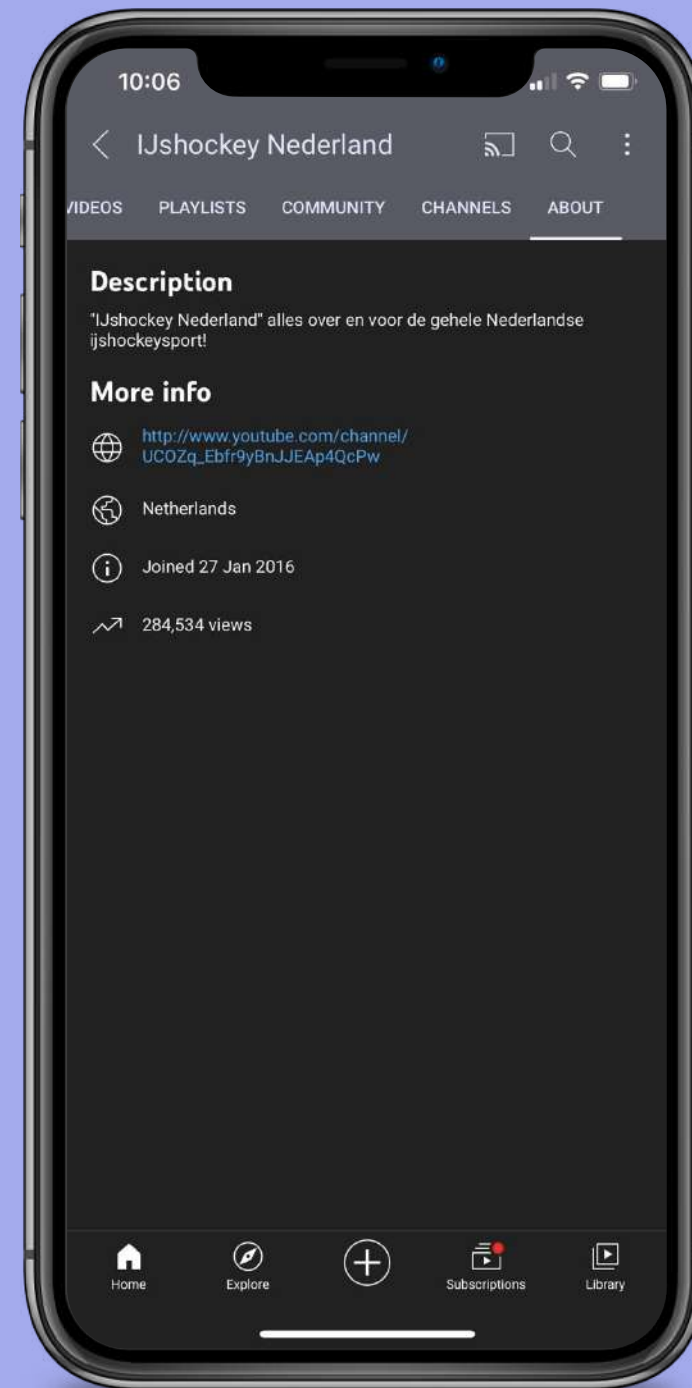 10:06
IJshockey Nederland
VIDEOS PLAYLISTS COMMUNITY CHANNELS ABOUT
Description
"IJshockey Nederland" alles over en voor de gehele Nederlandse
ijshockeysport!
More info
http://www.youtube.com/channel/
UCOZq_Ebfr9yBnJJEAp4QcPw
Netherlands
Joined 27 Jan 2016
284,534 views
Home Explore Subscriptions Library